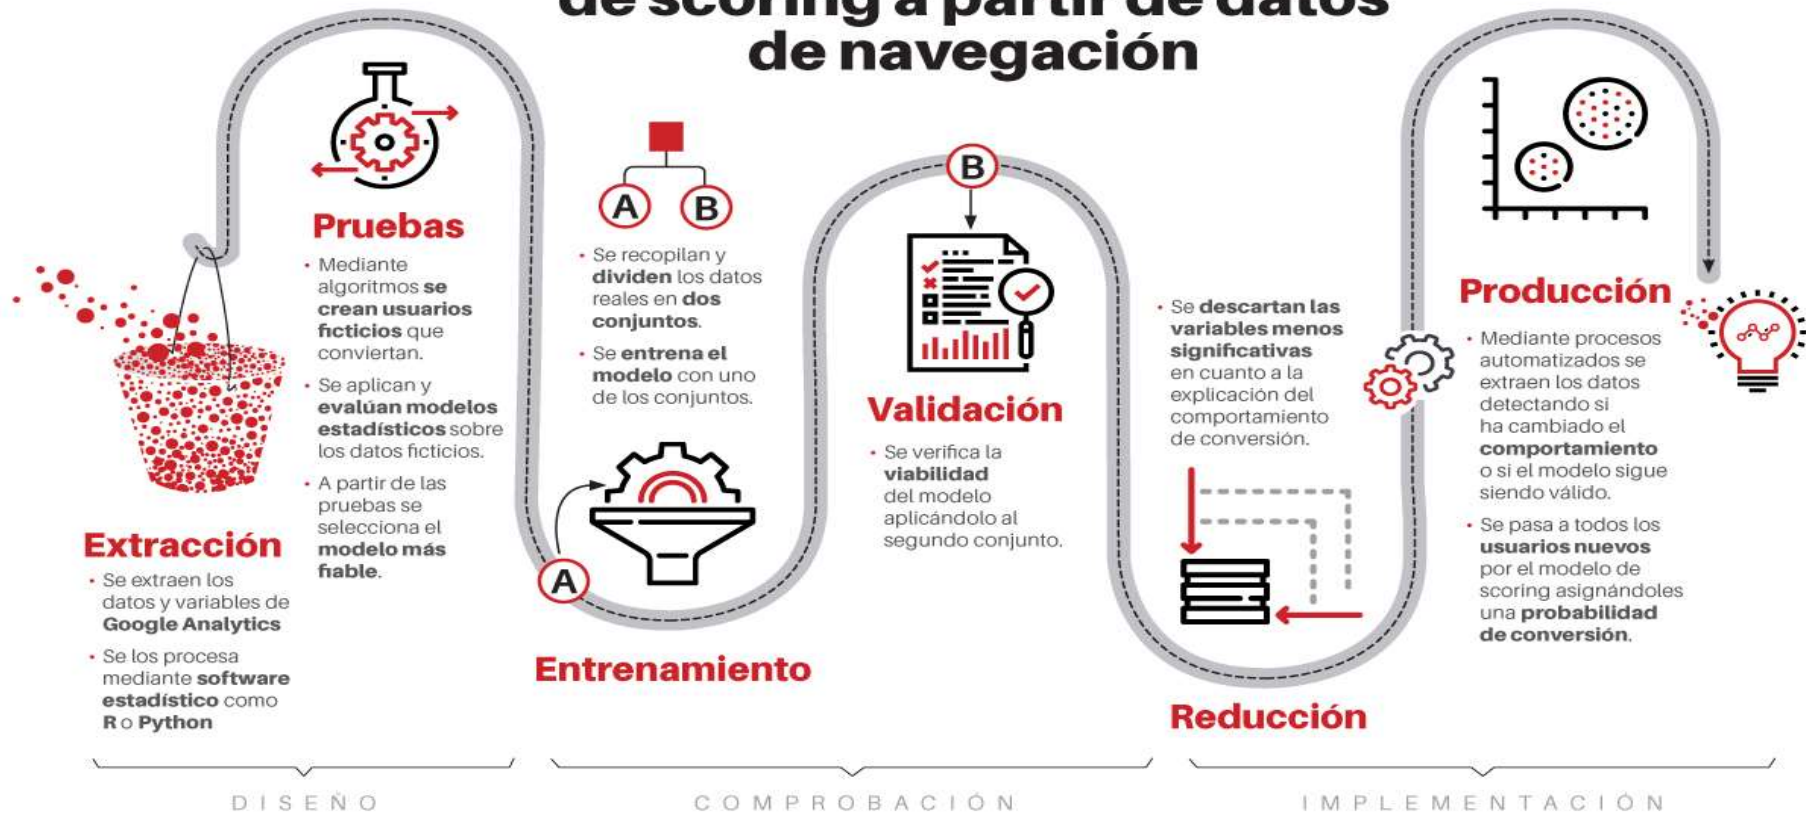 de scoring a partir de datos
de navegación
Extracción
• Se extraen los
datos y variables de
Google Analytics
• Se los procesa
mediante software
estadístico como
R o Python
Pruebas
• Mediante
algoritmos se
crean usuarios
ficticios que
conviertan.
• Se aplican y
evalúan modelos
estadísticos sobre
los datos ficticios.
• A partir de las
pruebas se
selecciona el
modelo más
fiable.
A B
• Se recopilan y
dividen los datos
reales en dos
conjuntos.
• Se entrena el
modelo con uno
de los conjuntos.
A
Entrenamiento
B
Validación
• Se verifica la
viabilidad
del modelo
aplicándolo al
segundo conjunto.
• Se descartan las
variables menos
significativas
en cuanto a la
explicación del
comportamiento
de conversión.
Reducción
Producción
• Mediante procesos
automatizados se
extraen los datos
detectando si
ha cambiado el
comportamiento
o si el modelo sigue
siendo válido.
• Se pasa a todos los
usuarios nuevos
por el modelo de
scoring asignándoles
una probabilidad
de conversión.
DISEÑO
COMPROBACIÓN
IMPLEMENTACIÓN